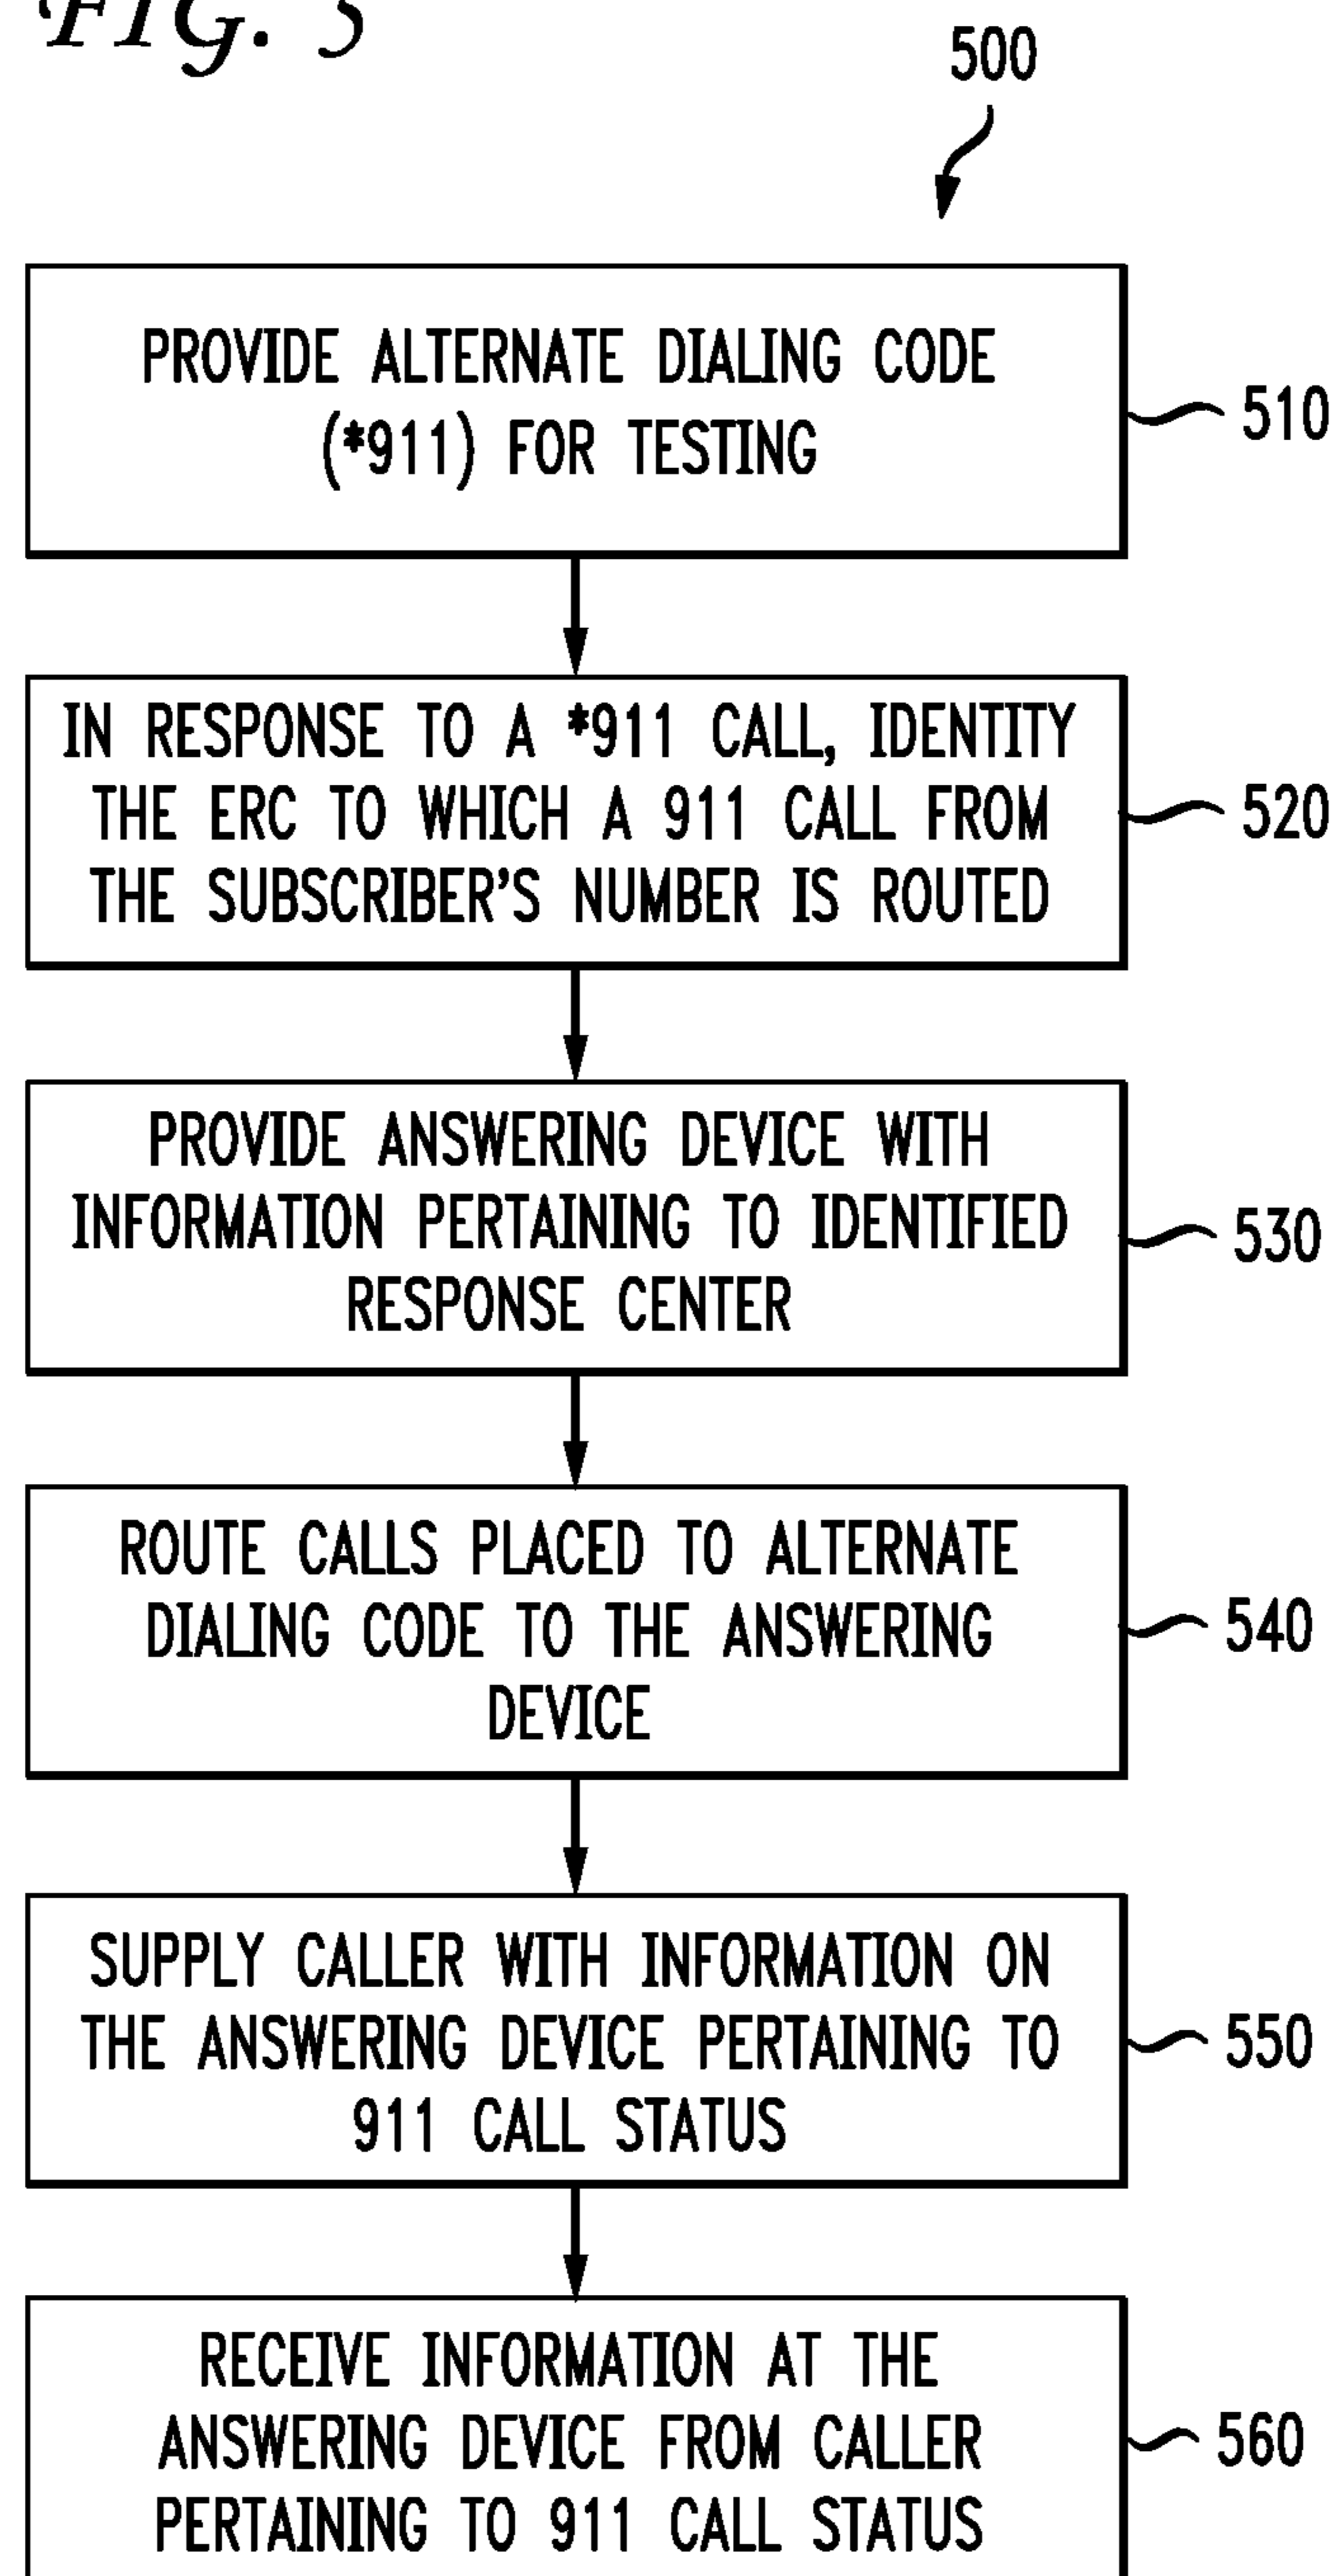 FIG. 5
500
PROVIDE ALTERNATE DIALING CODE
(*911) FOR TESTING
510
IN RESPONSE TO A *911 CALL, IDENTITY
THE ERC TO WHICH A 911 CALL FROM
THE SUBSCRIBER'S NUMBER IS ROUTED
520
PROVIDE ANSWERING DEVICE WITH
INFORMATION PERTAINING TO IDENTIFIED
RESPONSE CENTER
530
ROUTE CALLS PLACED TO ALTERNATE
DIALING CODE TO THE ANSWERING
DEVICE
540
SUPPLY CALLER WITH INFORMATION ON
THE ANSWERING DEVICE PERTAINING TO
911 CALL STATUS
550
RECEIVE INFORMATION AT THE
ANSWERING DEVICE FROM CALLER
PERTAINING TO 911 CALL STATUS
560